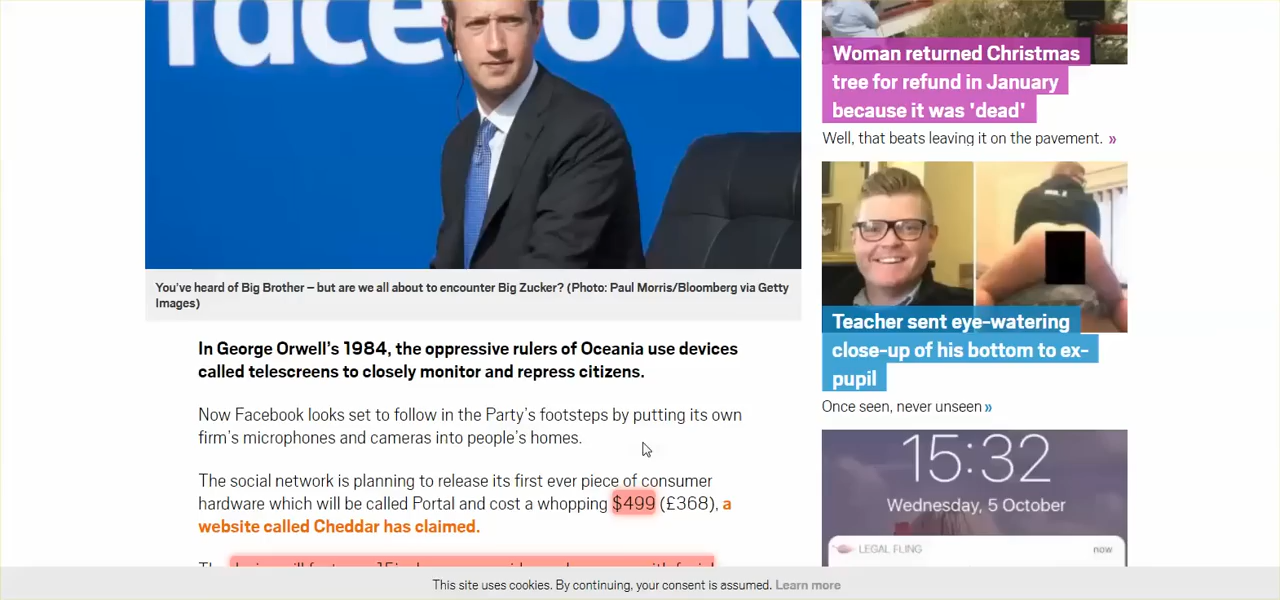 facebook
You've heard of Big Brother – but are we all about to encounter Big Zucker? (Photo: Paul Morris/Bloomberg via Getty
Images)
In George Orwell's 1984, the oppressive rulers of Oceania use devices
called telescreens to closely monitor and repress citizens.
Now Facebook looks set to follow in the Party's footsteps by putting its own
firm's microphones and cameras into people's homes.
The social network is planning to release its first ever piece of consumer
hardware which will be called Portal and cost a whopping $499 (£368), a
website called Cheddar has claimed.
Woman returned Christmas
tree for refund in January
because it was 'dead'
Well, that beats leaving it on the pavement. »
Teacher sent eye-watering
close-up of his bottom to ex-
pupil
Once seen, never unseen »
15:32
Wednesday, 5 October
LEGAL FLING now
This site uses cookies. By continuing, your consent is assumed. Learn more